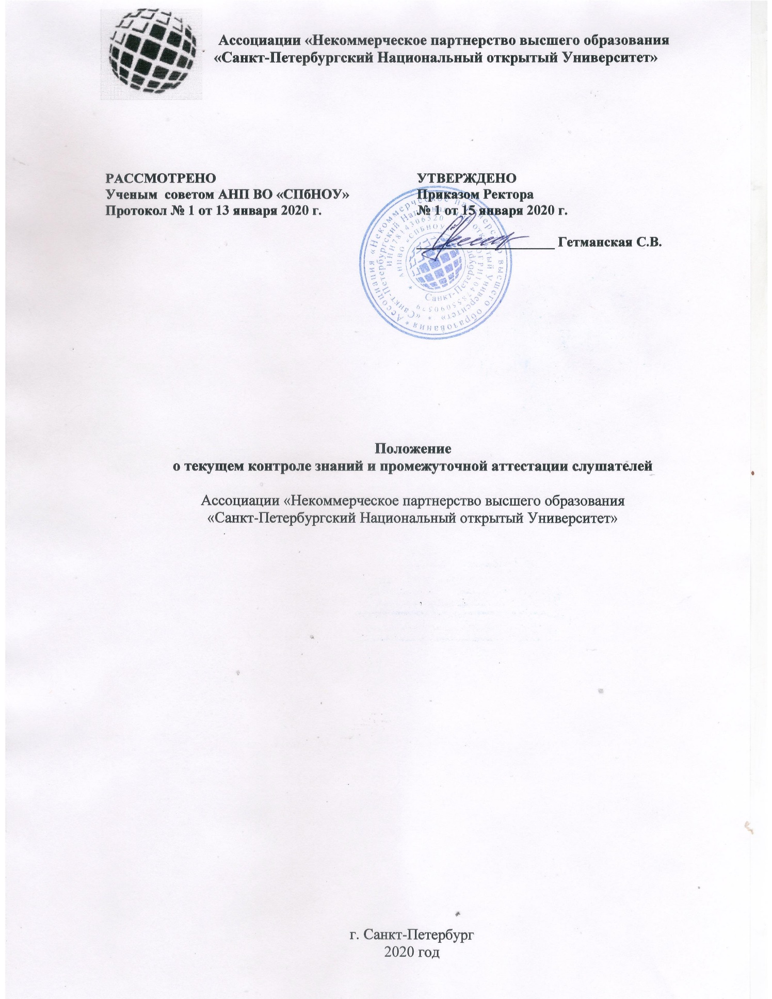 Ассоциации «Некоммерческое партнерство высшего образования
«Санкт-Петербургский Национальный открытый Университет»
РАССМОТРЕНО
Ученым советом АНП ВО «СПбНОУ»
Протокол № 1 от 13 января 2020 г.
УТВЕРЖДЕНО
Приказом Ректора
№ 1 от 15 января 2020 г.
Гетманская С.В.
Ассоциация «Некоммерческое партнерство высшего образования
«Санкт-Петербургский Национальный открытый Университет»
ИНН7814306520
ОГРН1047855090579
АНПВО «СПБНОУ»
Санкт-Петербург
Положение
о текущем контроле знаний и промежуточной аттестации слушателей
Ассоциации «Некоммерческое партнерство высшего образования
«Санкт-Петербургский Национальный открытый Университет»
г. Санкт-Петербург
2020 год